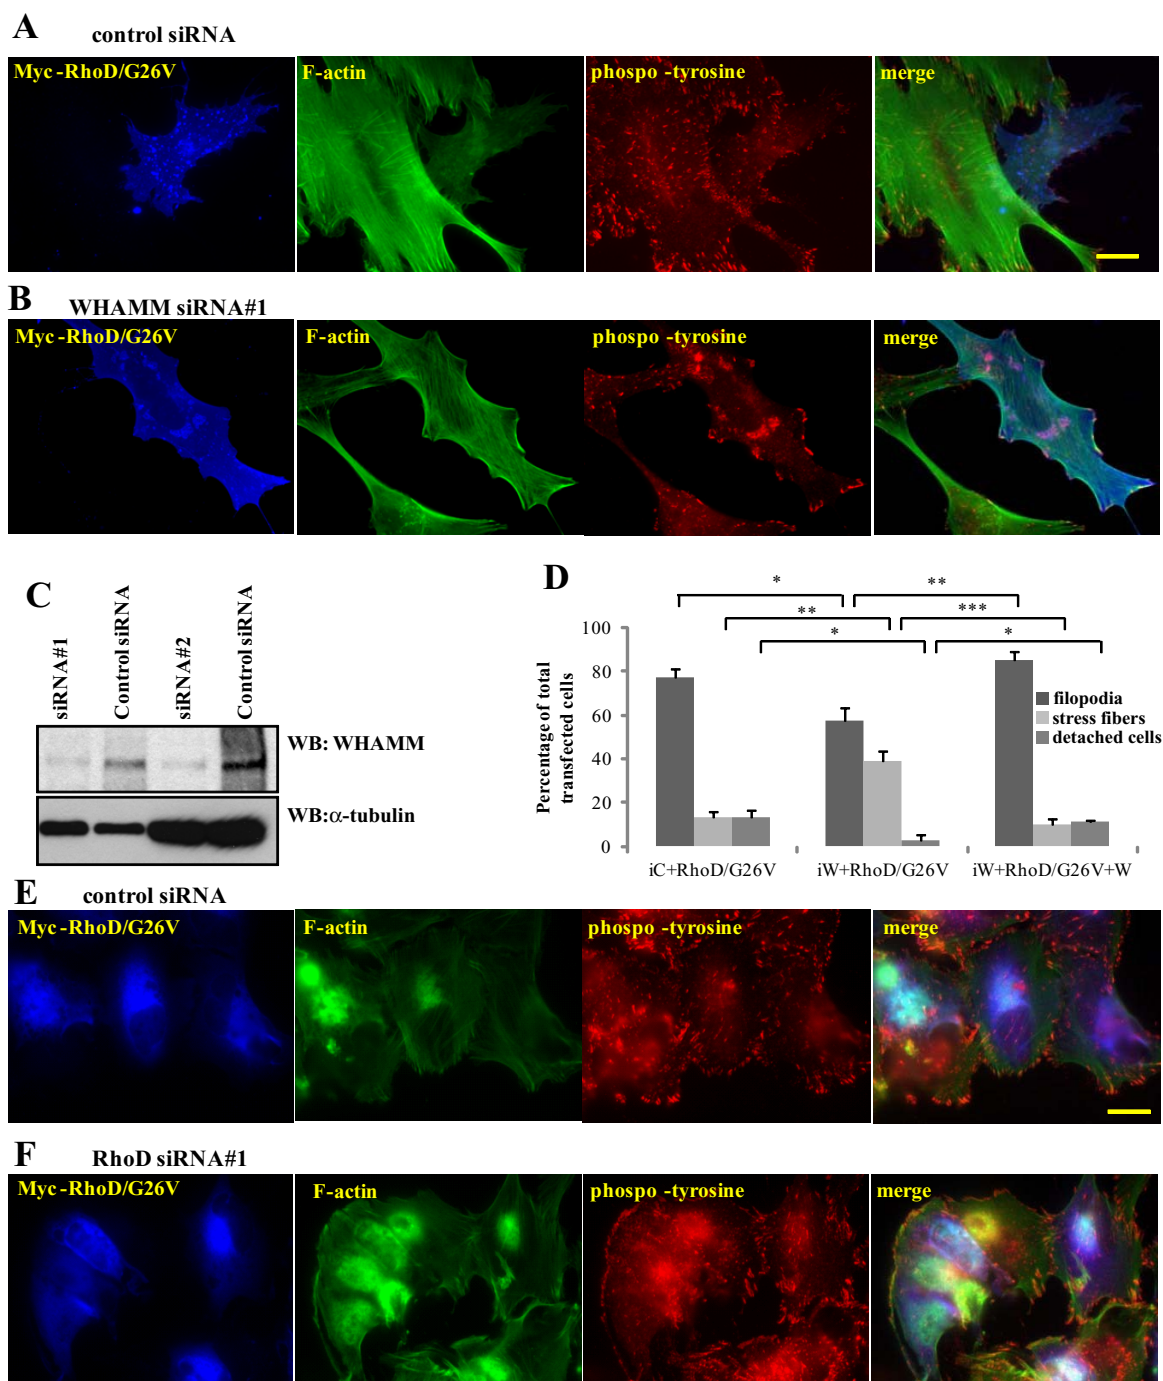 A
control siRNA
Myc-RhoD/G26V
F-actin
phospo-tyrosine
merge
B
WHAMM siRNA#1
Myc-RhoD/G26V
F-actin
phospo-tyrosine
merge
C
siRNA#1
Control siRNA
siRNA#2
Control siRNA
WB: WHAMM
WB:α-tubulin
D
* **
** ***
* *
Percentage of total
transfected cells
100
80
60
40
20
0
filopodia
stress fibers
detached cells
iC+RhoD/G26V
iW+RhoD/G26V
iW+RhoD/G26V+W
E
control siRNA
Myc-RhoD/G26V
F-actin
phospo-tyrosine
merge
F
RhoD siRNA#1
Myc-RhoD/G26V
F-actin
phospo-tyrosine
merge